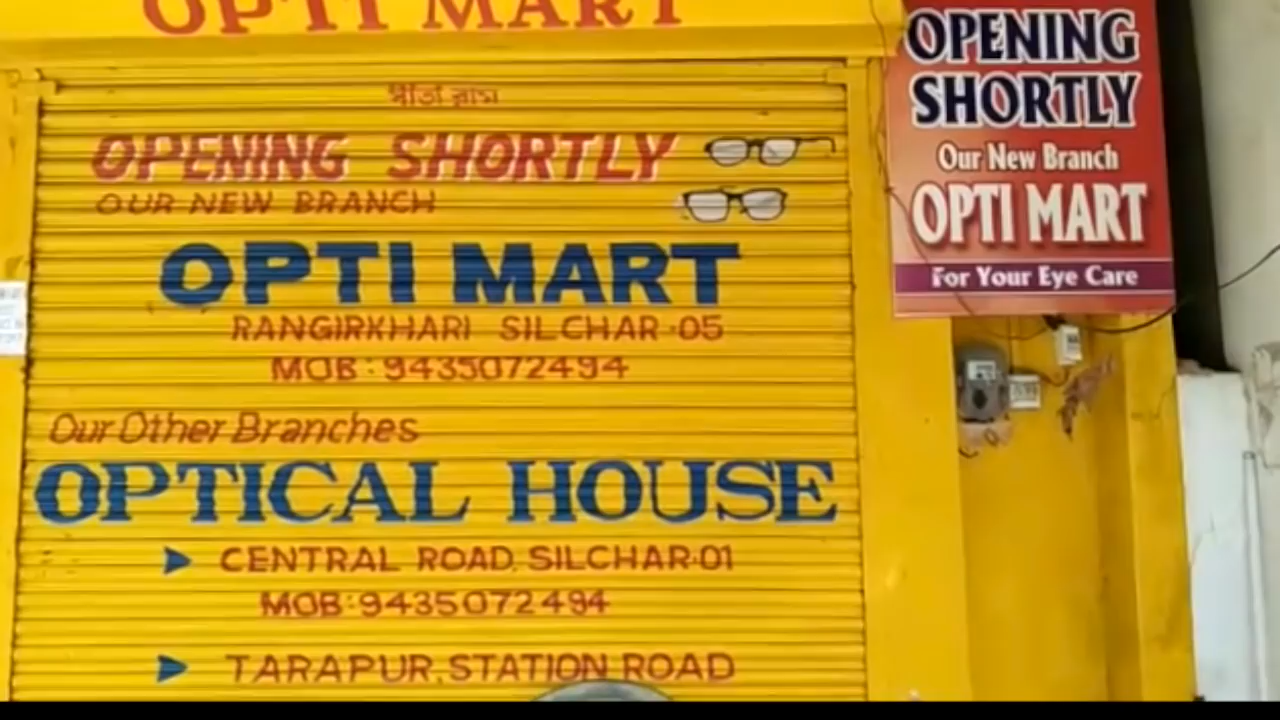 OPTI MART
OPENING SHORTLY
OUR NEW BRANCH
OPTI MART
RANGIRKHARI SILCHAR-05
MOB:9435072494
Our Other Branches
OPTICAL HOUSE
CENTRAL ROAD, SILCHAR-01
MOB:9435072494
TARAPUR, STATION ROAD
OPENING
SHORTLY
Our New Branch
OPTI MART
For Your Eye Care